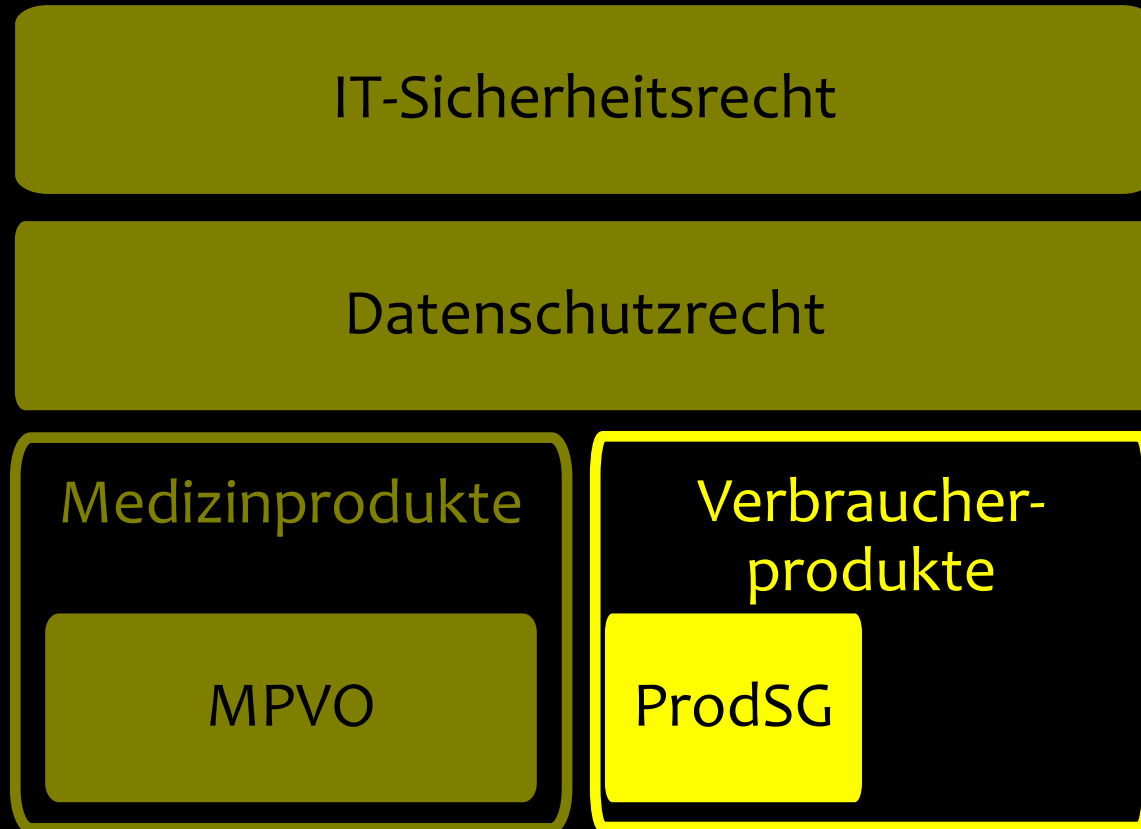 IT-Sicherheitsrecht
Datenschutzrecht
Medizinprodukte
MPVO
Verbraucher-
produkte
ProdSG